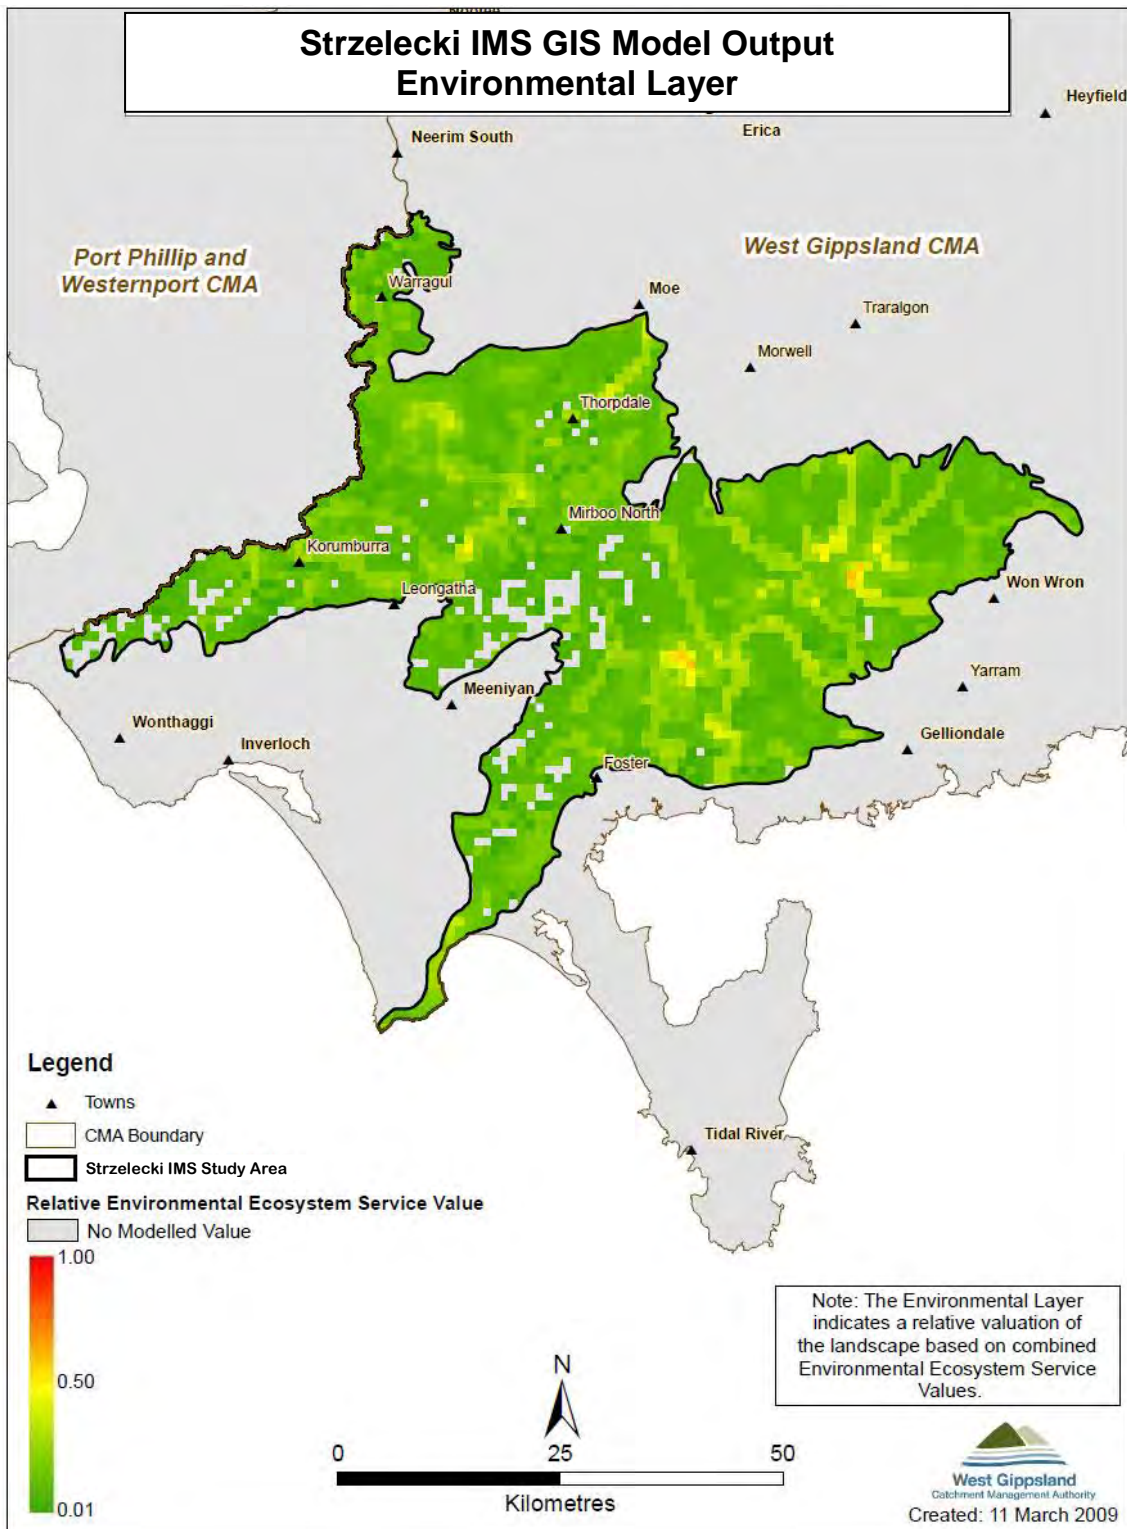 Strzelecki IMS GIS Model Output
Environmental Layer
Heyfield
Erica
Neerim South
Port Phillip and
Westernport CMA
West Gippsland CMA
Warragul
Moe
Traralgon
Morwell
Thorpdale
Mirboo North
Korumburra
Leongatha
Won Wron
Yarram
Meeniyan
Wonthaggi
Inverloch
Gelliondale
Foster
Tidal River
Legend
Towns
CMA Boundary
Strzelecki IMS Study Area
Relative Environmental Ecosystem Service Value
No Modelled Value
1.00
0.50
0.01
N
0 25 50
Kilometres
Note: The Environmental Layer
indicates a relative valuation of
the landscape based on combined
Environmental Ecosystem Service
Values.
West Gippsland
Catchment Management Authority
Created: 11 March 2009